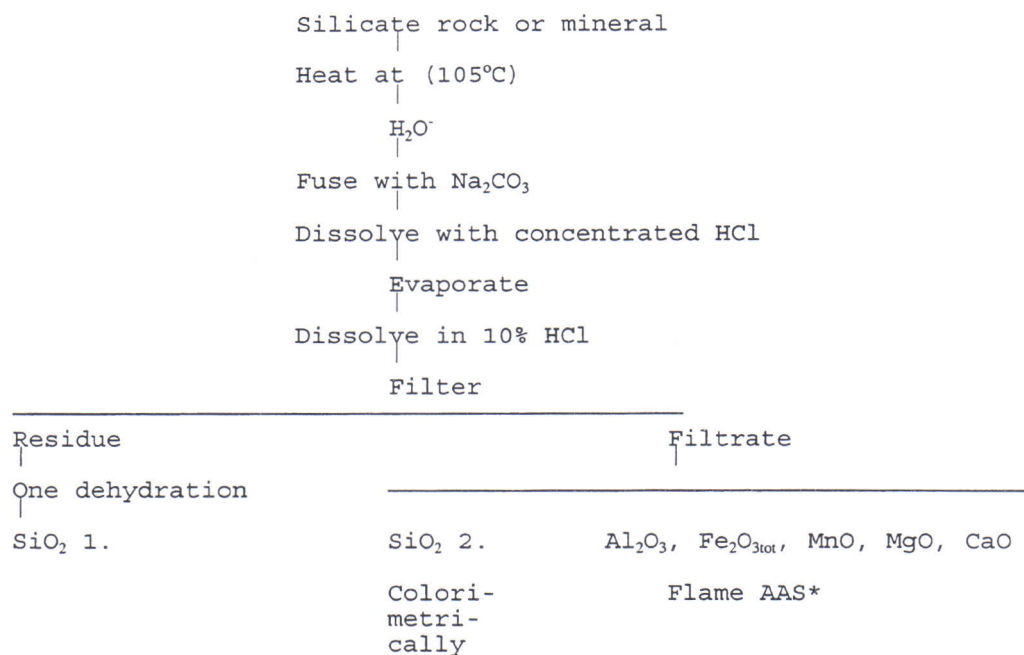 Silicate rock or mineral
Heat at (105°C)
H₂O⁻
Fuse with Na₂CO₃
Dissolve with concentrated HCl
Evaporate
Dissolve in 10% HCl
Filter
Residue Filtrate
One dehydration
SiO₂ 1. SiO₂ 2. Al₂O₃, Fe₂O₃tot, MnO, MgO, CaO
Colori- Flame AAS*
metri-
cally